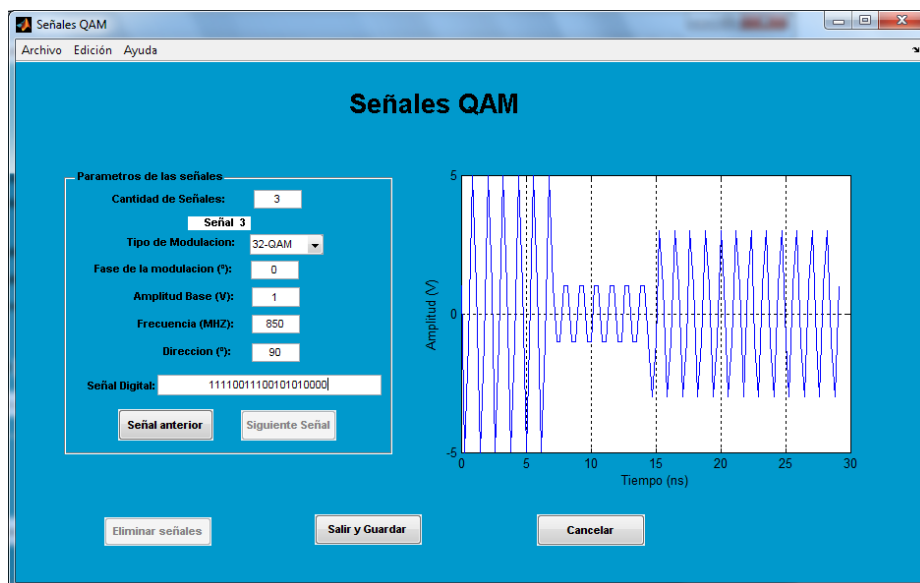 Señales QAM
Archivo Edición Ayuda
Señales QAM
Parametros de las señales
Cantidad de Señales: 3
Señal 3
Tipo de Modulacion: 32-QAM
Fase de la modulacion (º): 0
Amplitud Base (V): 1
Frecuencia (MHZ): 850
Direccion (º): 90
Señal Digital: 11110011100101010000
Señal anterior Siguiente Señal
Eliminar señales Salir y Guardar Cancelar
5
0
-5
Amplitud (V)
0 5 10 15 20 25 30
Tiempo (ns)